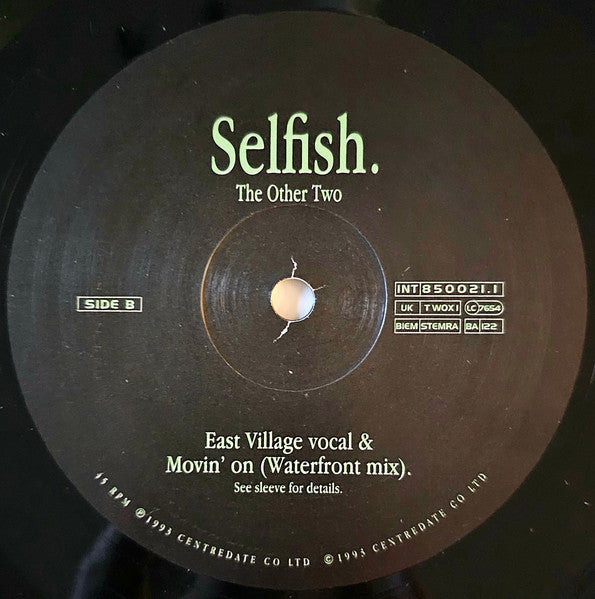 Selfish.
The Other Two
SIDE B
INT 850021.1
UK TWOX1 LC 7654
BIEM STEMRA BA 122
East Village vocal &
Movin' on (Waterfront mix).
See sleeve for details.
45 RPM ℗1993 CENTREDATE CO LTD ©1993 CENTREDATE CO LTD